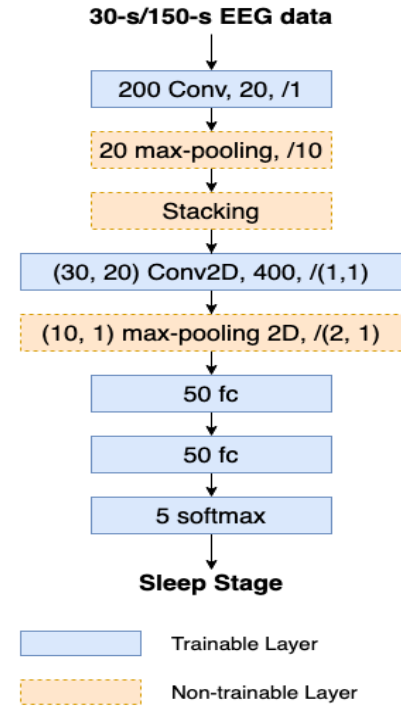 30-s/150-s EEG data
200 Conv, 20, /1
20 max-pooling, /10
Stacking
(30, 20) Conv2D, 400, /(1,1)
(10, 1) max-pooling 2D, /(2, 1)
50 fc
50 fc
5 softmax
Sleep Stage
Trainable Layer
Non-trainable Layer